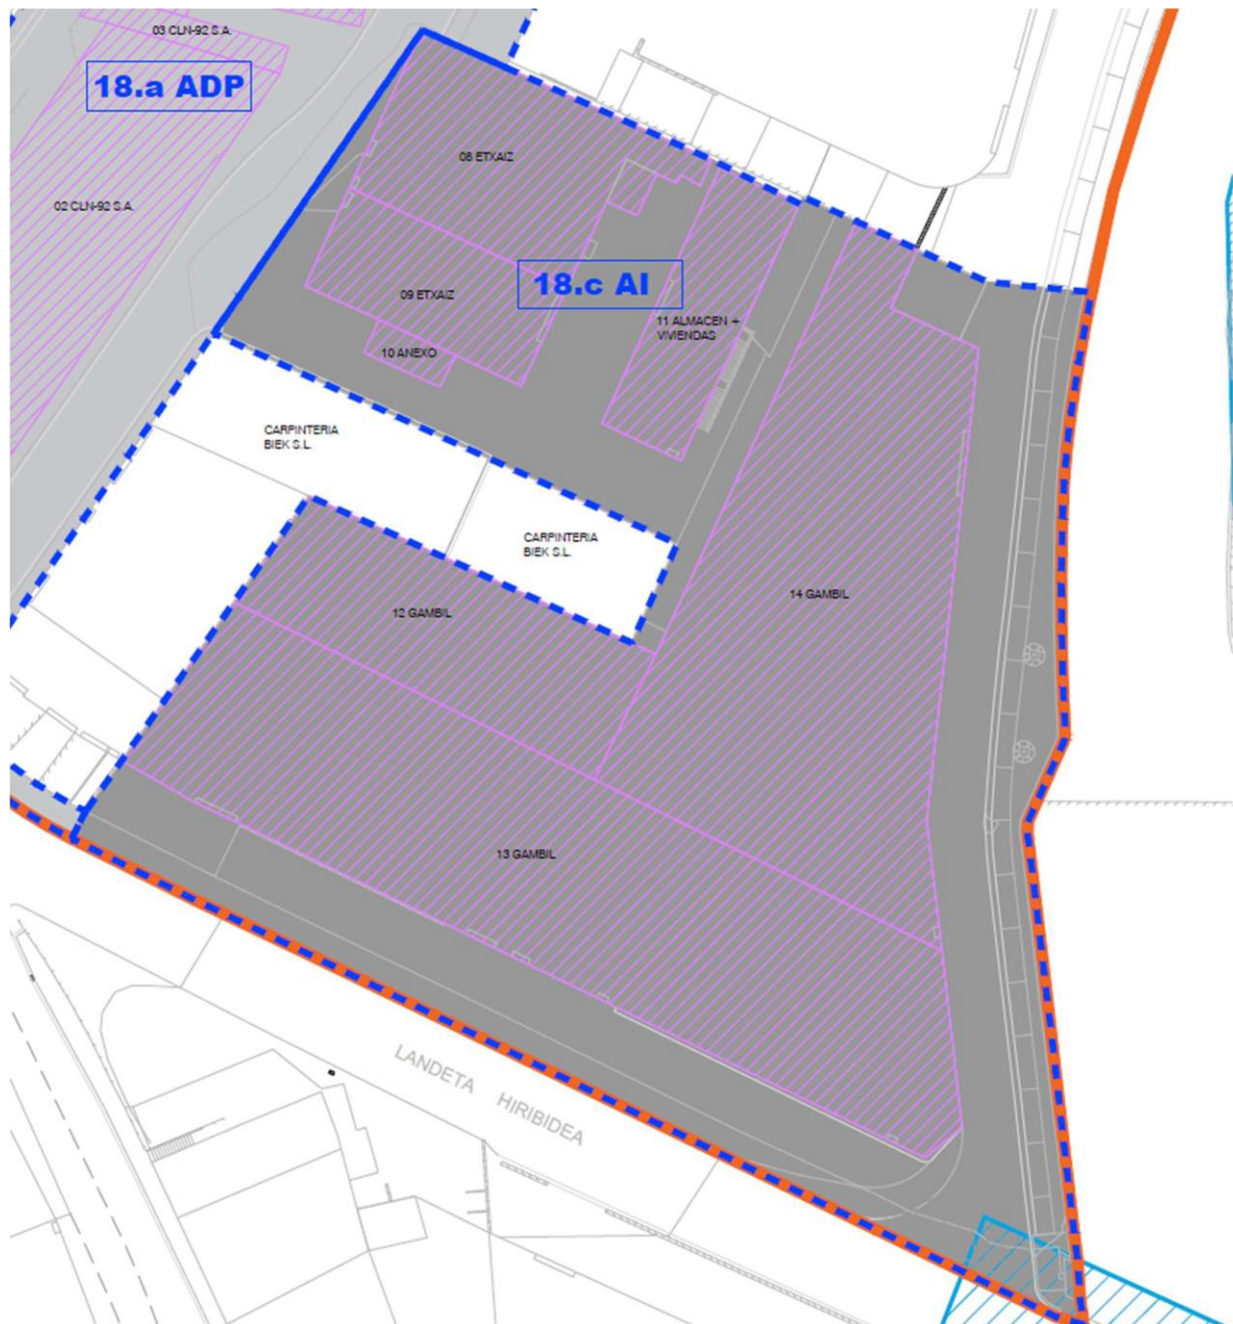 03 CLN-92 S.A.
18.a ADP
08 ETXAIZ
02 CLN-92 S.A.
18.c AI
09 ETXAIZ
11 ALMACEN +
VIVIENDAS
10 ANEXO
CARPINTERIA
BIEK S.L.
CARPINTERIA
BIEK S.L.
14 GAMBIL
12 GAMBIL
13 GAMBIL
LANDETA HIRIBIDEA